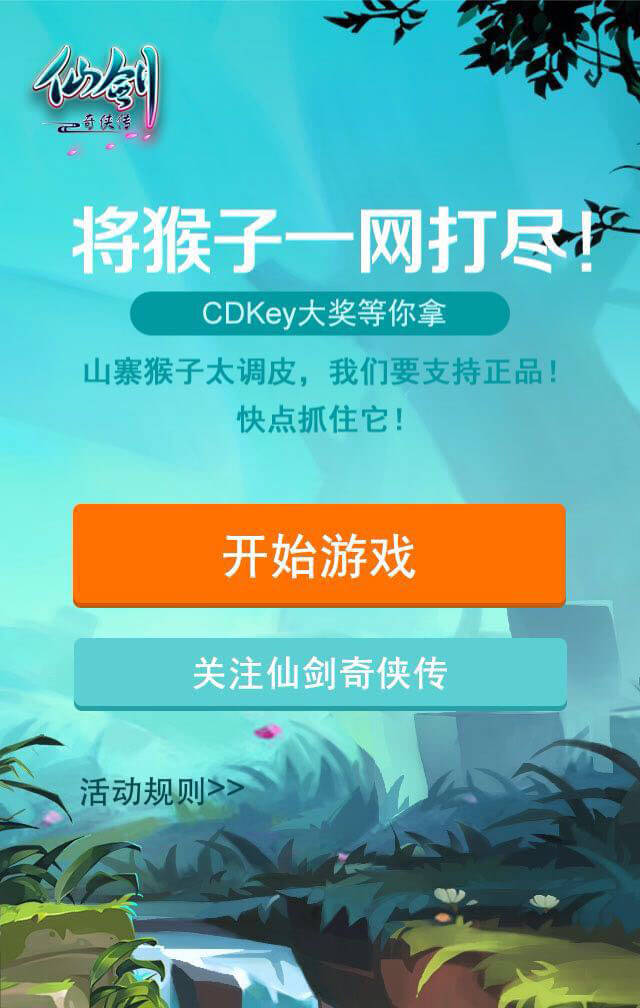 仙剑
奇侠传
将猴子一网打尽！
CDKey大奖等你拿
山寨猴子太调皮，我们要支持正品！
快点抓住它！
开始游戏
关注仙剑奇侠传
活动规则>>